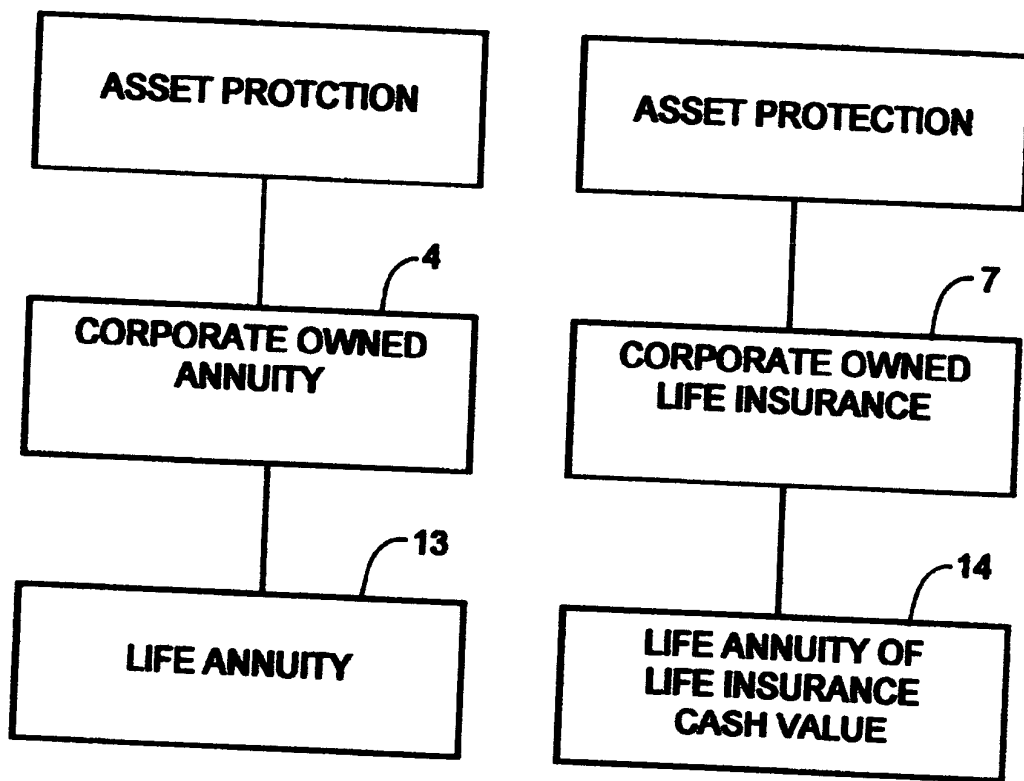 ASSET PROTCTION
4
CORPORATE OWNED
ANNUITY
13
LIFE ANNUITY
ASSET PROTECTION
7
CORPORATE OWNED
LIFE INSURANCE
14
LIFE ANNUITY OF
LIFE INSURANCE
CASH VALUE